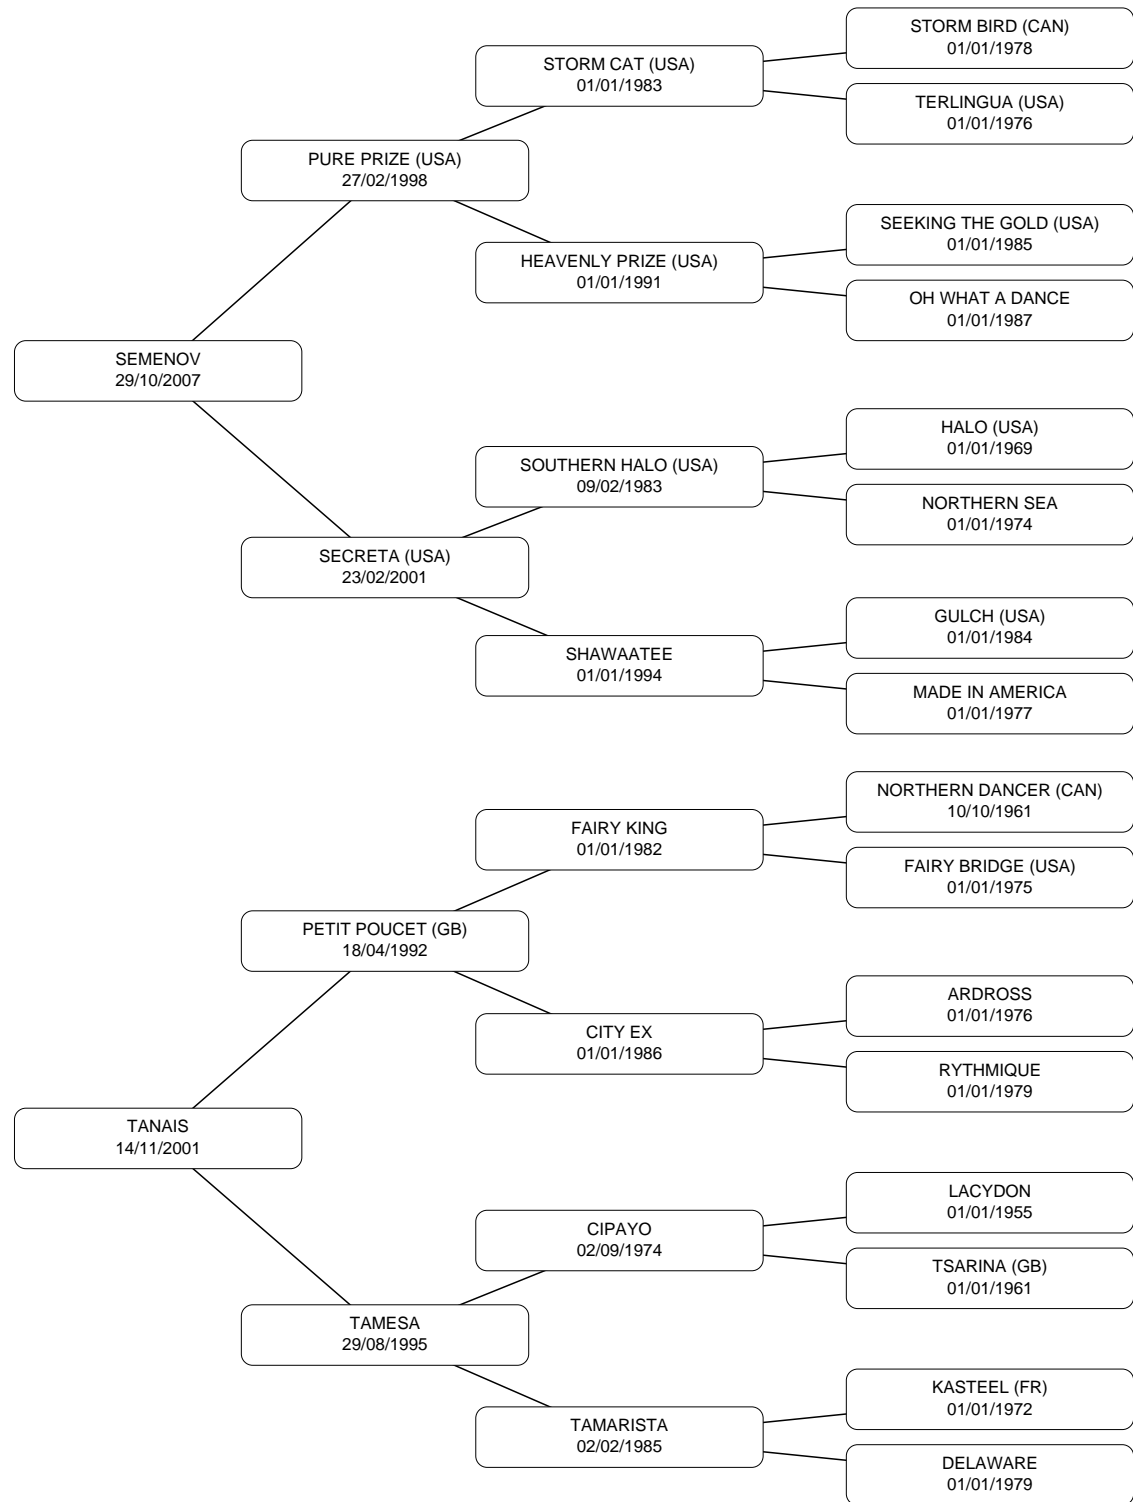 STORM BIRD (CAN)
01/01/1978
STORM CAT (USA)
01/01/1983
TERLINGUA (USA)
01/01/1976
PURE PRIZE (USA)
27/02/1998
SEEKING THE GOLD (USA)
01/01/1985
HEAVENLY PRIZE (USA)
01/01/1991
OH WHAT A DANCE
01/01/1987
SEMENOV
29/10/2007
HALO (USA)
01/01/1969
SOUTHERN HALO (USA)
09/02/1983
NORTHERN SEA
01/01/1974
SECRETA (USA)
23/02/2001
GULCH (USA)
01/01/1984
SHAWAATEE
01/01/1994
MADE IN AMERICA
01/01/1977
NORTHERN DANCER (CAN)
10/10/1961
FAIRY KING
01/01/1982
FAIRY BRIDGE (USA)
01/01/1975
PETIT POUCET (GB)
18/04/1992
ARDROSS
01/01/1976
CITY EX
01/01/1986
RYTHMIQUE
01/01/1979
TANAIS
14/11/2001
LACYDON
01/01/1955
CIPAYO
02/09/1974
TSARINA (GB)
01/01/1961
TAMESA
29/08/1995
KASTEEL (FR)
01/01/1972
TAMARISTA
02/02/1985
DELAWARE
01/01/1979